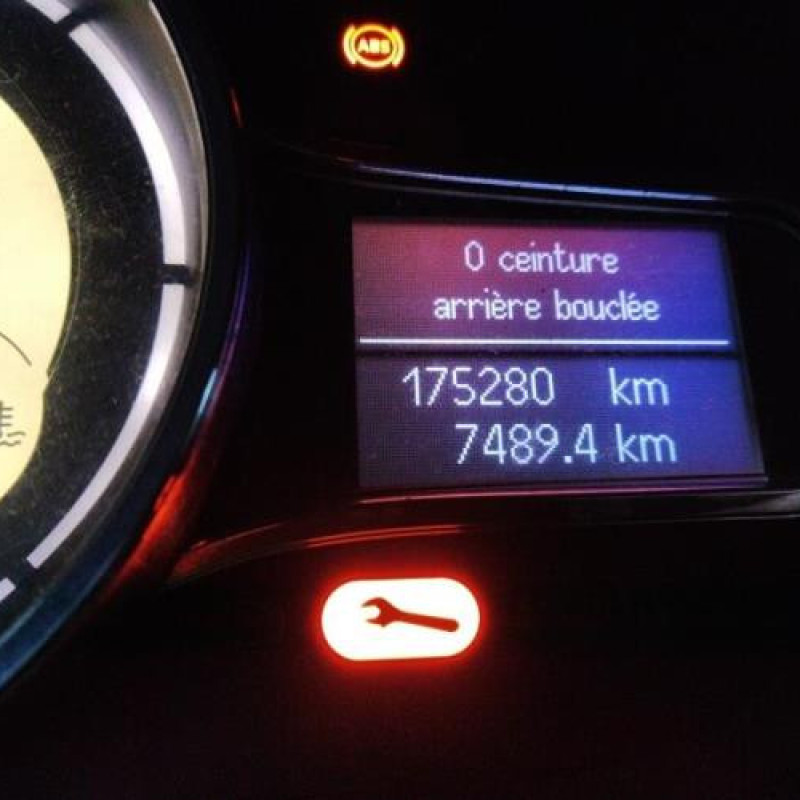 ABS
0 ceinture
arrière bouclée
175280 km
7489.4 km